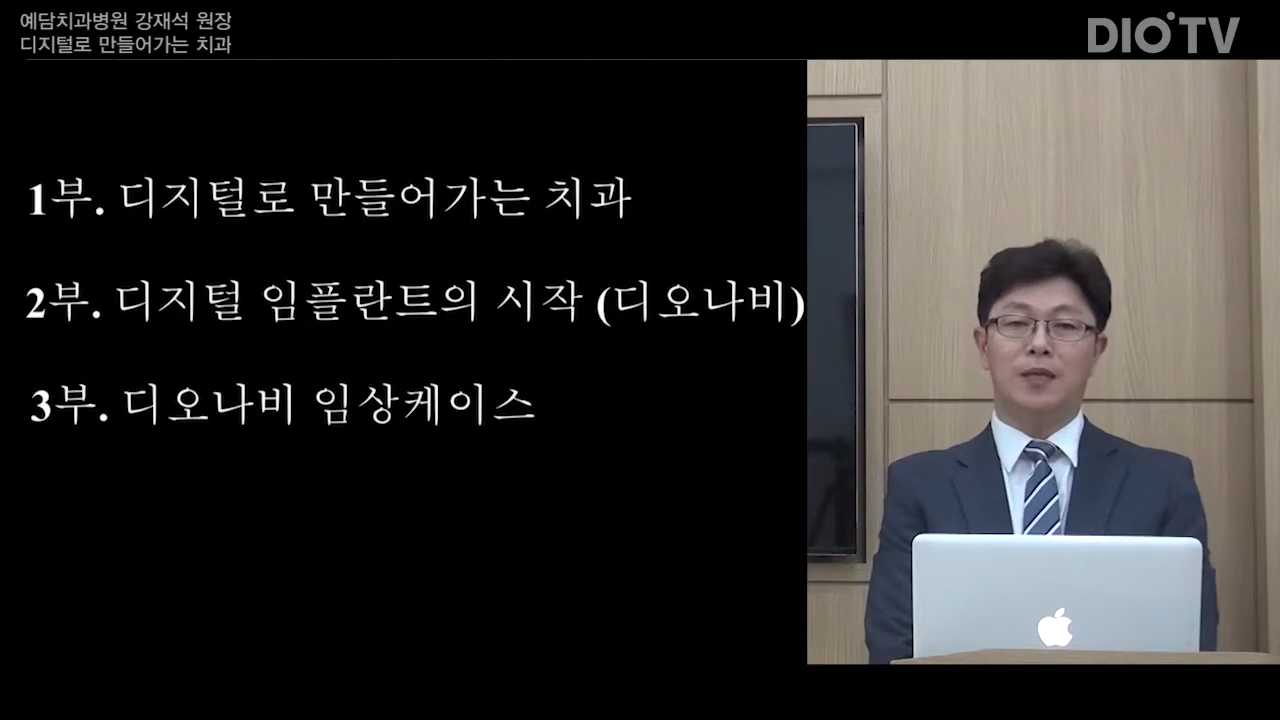 예담치과병원 강재석 원장
디지털로 만들어가는 치과
DIO TV
1부. 디지털로 만들어가는 치과
2부. 디지털 임플란트의 시작 (디오나비)
3부. 디오나비 임상케이스